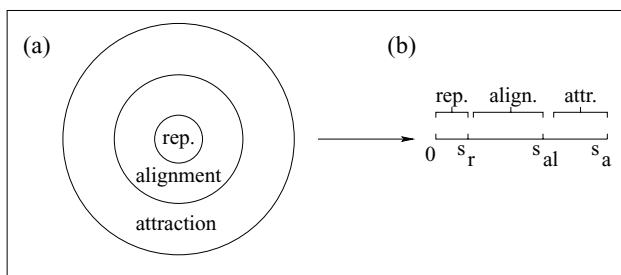 (a)
rep.
alignment
attraction
(b)
rep. align. attr.
0 s_r s_al s_a